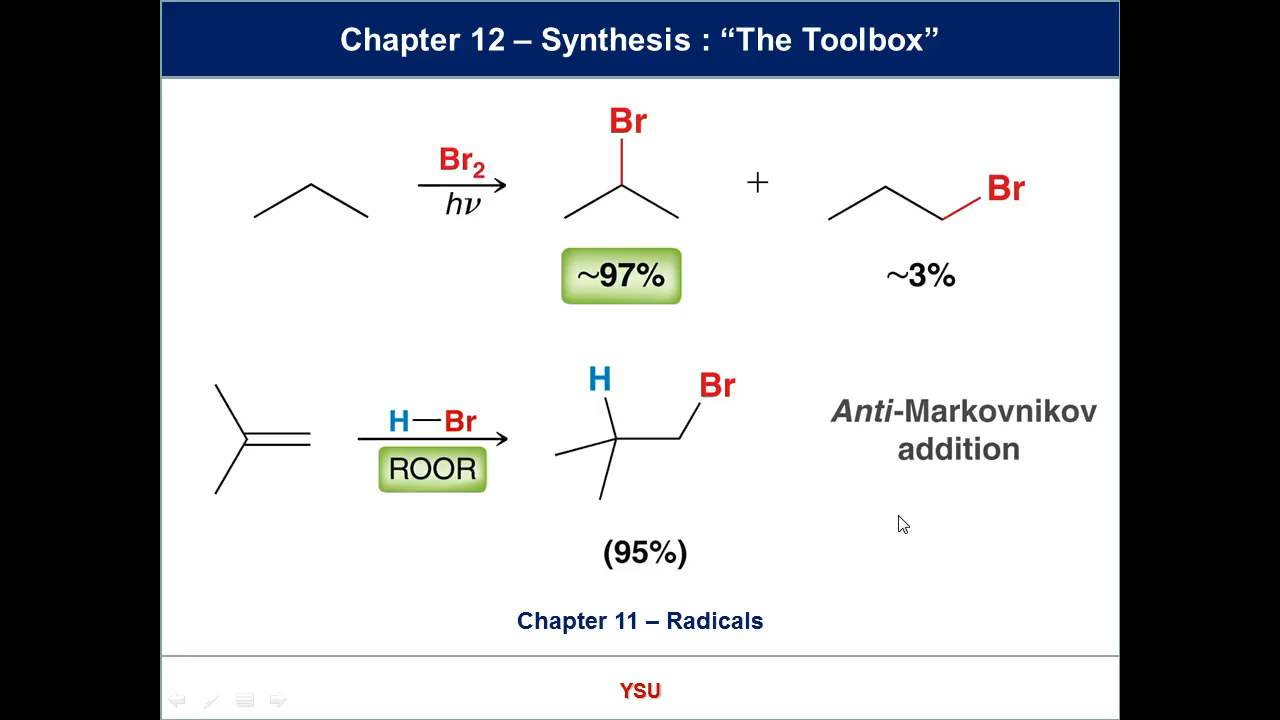 Chapter 12 – Synthesis : “The Toolbox”
Br
Br2
hν
+
Br
~97%
~3%
H
Br
H—Br
ROOR
Anti-Markovnikov
addition
(95%)
Chapter 11 – Radicals
YSU